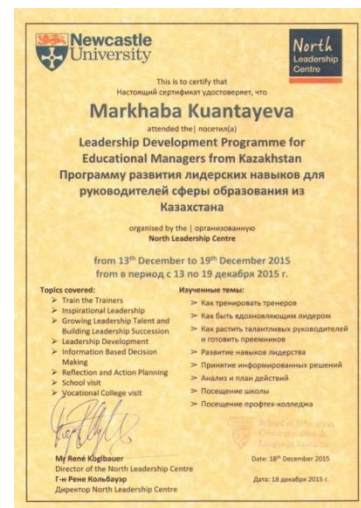 Newcastle
University
North
Leadership
Centre
This is to certify that
Настоящий сертификат удостоверяет, что
Markhaba Kuantayeva
attended the| посетил(а)
Leadership Development Programme for
Educational Managers from Kazakhstan
Программу развития лидерских навыков для
руководителей сферы образования из
Казахстана
organised by the | организованную
North Leadership Centre
from 13th December to 19th December 2015
from в период с 13 по 19 декабря 2015 г.
Topics covered:
➢ Train the Trainers
➢ Inspirational Leadership
➢ Growing Leadership Talent and
Building Leadership Succession
➢ Leadership Development
➢ Information Based Decision
Making
➢ Reflection and Action Planning
➢ School visit
➢ Vocational College visit
Изученные темы:
➢ Как тренировать тренеров
➢ Как быть вдохновляющим лидером
➢ Как растить талантливых руководителей
и готовить преемников
➢ Развитие навыков лидерства
➢ Принятие информированных решений
➢ Анализ и план действий
➢ Посещение школы
➢ Посещение профтех-колледжа
Mr René Koglbauer
Director of the North Leadership Centre
Г-н Рене Кольбауэр
Директор North Leadership Centre
School of Education,
Date: 18th December 2015
Дата: 18 декабря 2015 г.